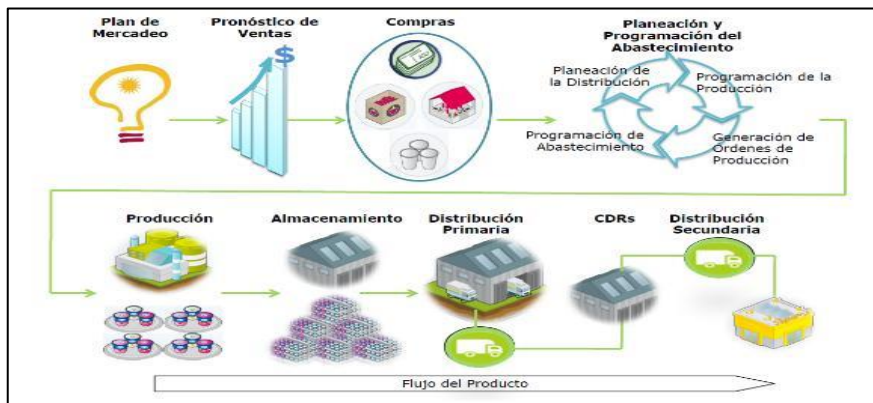 Plan de
Mercadeo
Pronóstico de
Ventas
$
Compras
Planeación y
Programación del
Abastecimiento
Planeación de
la Distribución
Programación de la
Producción
Programación de
Abastecimiento
Generación de
Ordenes de
Producción
Producción
Almacenamiento
Distribución
Primaria
CDRs
Distribución
Secundaria
Flujo del Producto